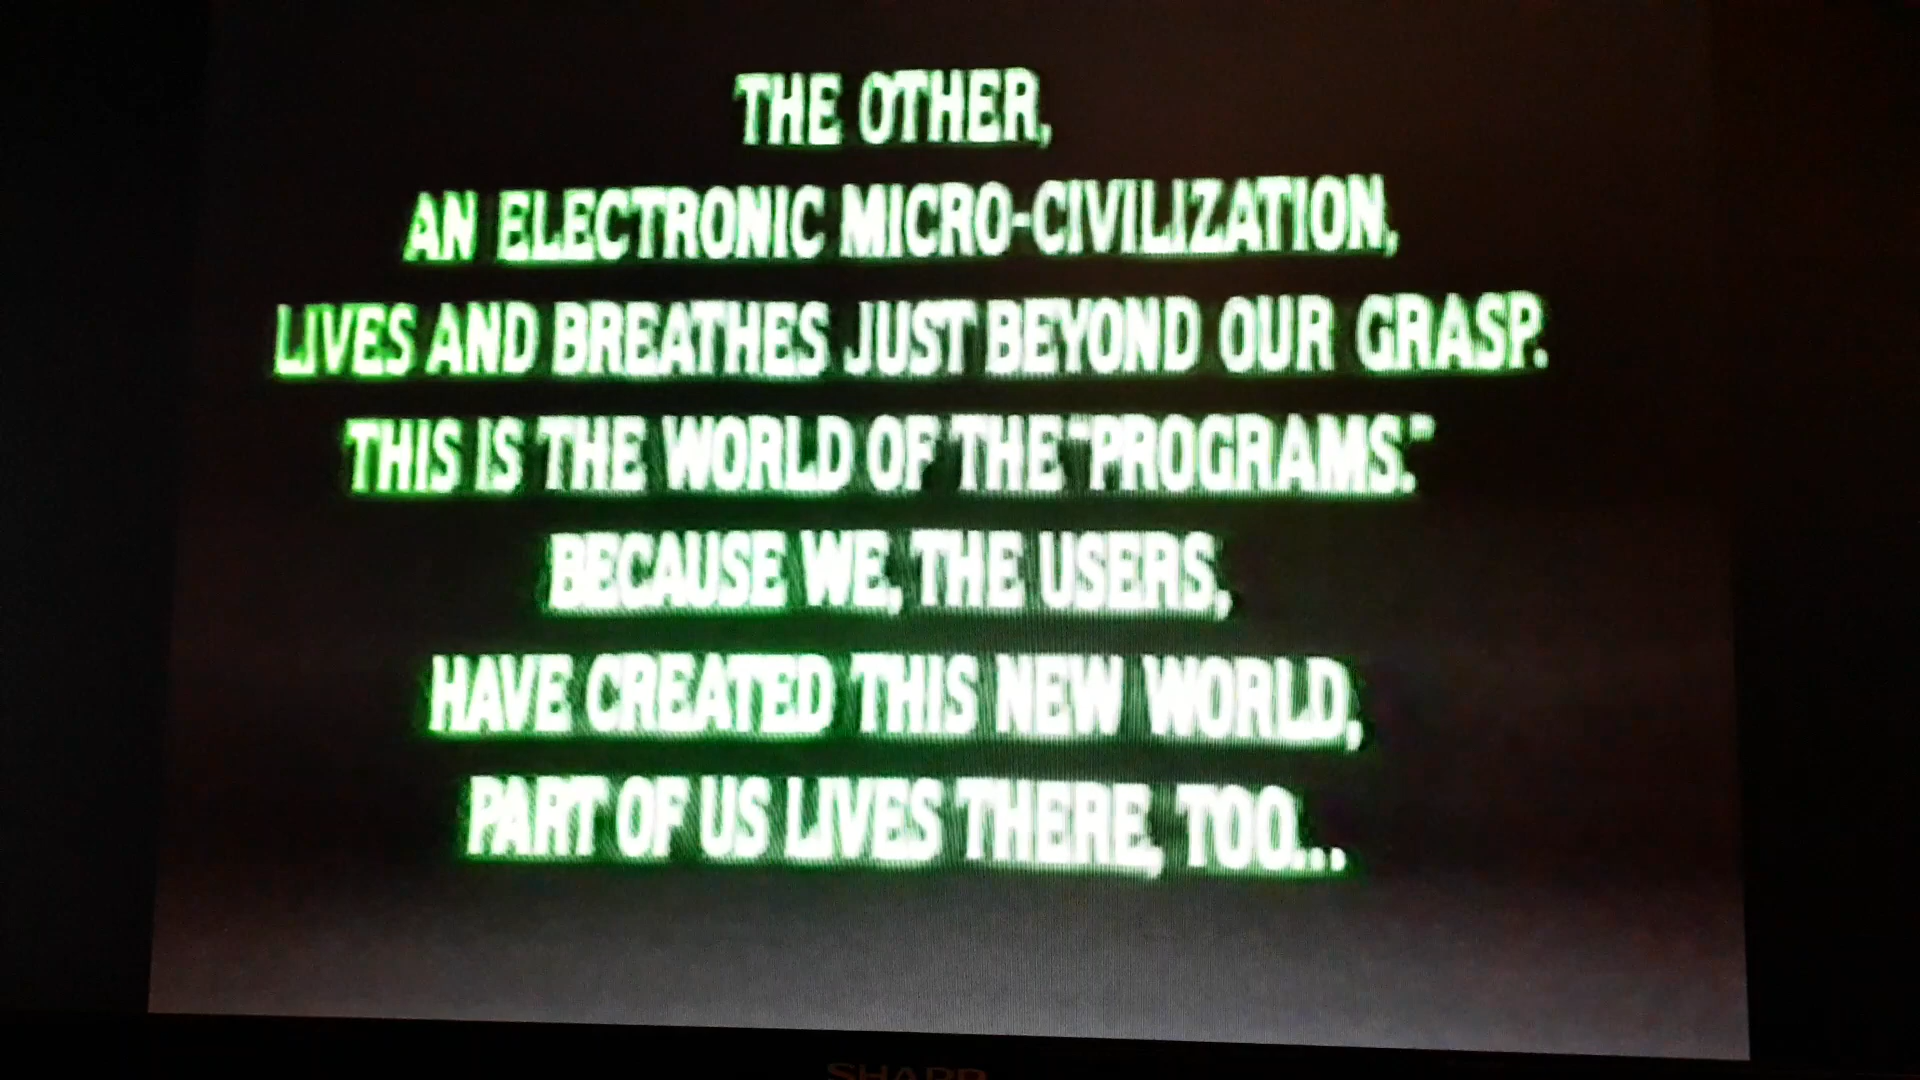 THE OTHER,
AN ELECTRONIC MICRO-CIVILIZATION,
LIVES AND BREATHES JUST BEYOND OUR GRASP.
THIS IS THE WORLD OF THE "PROGRAMS."
BECAUSE WE, THE USERS,
HAVE CREATED THIS NEW WORLD,
PART OF US LIVES THERE, TOO...
SHARP